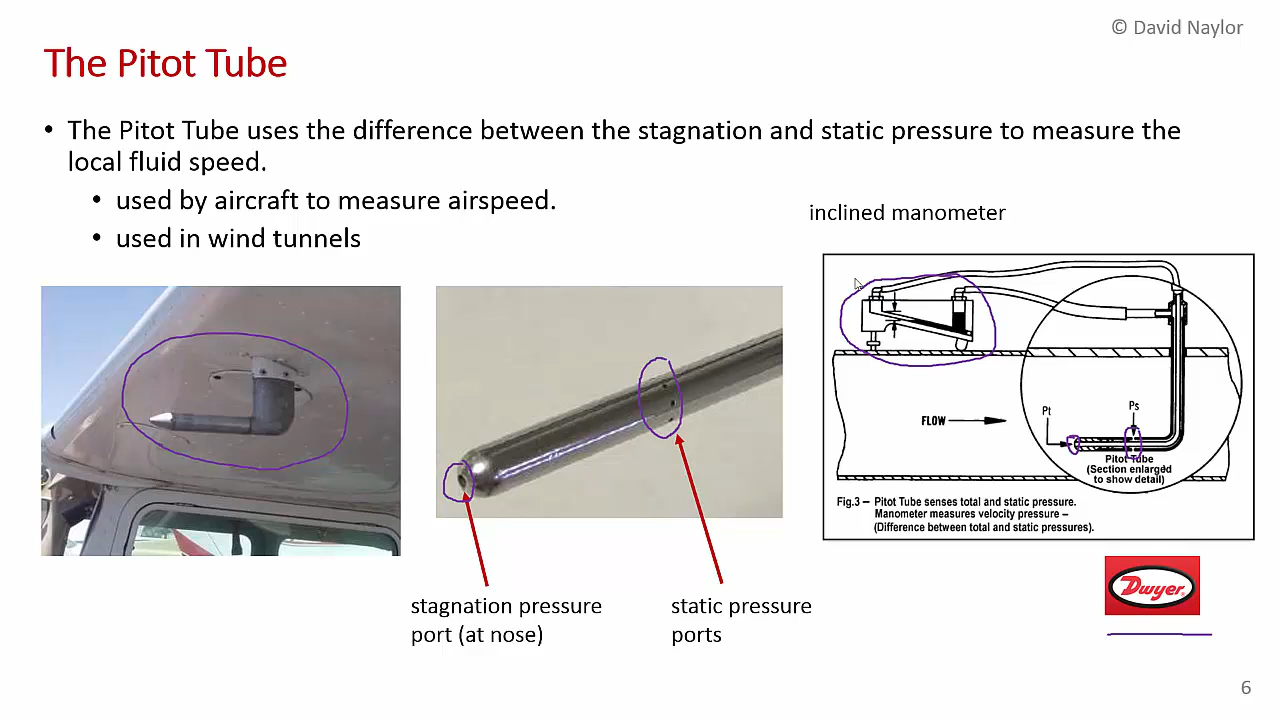 © David Naylor
The Pitot Tube
• The Pitot Tube uses the difference between the stagnation and static pressure to measure the
local fluid speed.
• used by aircraft to measure airspeed.
• used in wind tunnels
inclined manometer
Pt
Ps
FLOW
Pitot Tube
(Section enlarged
to show detail)
Fig.3 – Pitot Tube senses total and static pressure.
Manometer measures velocity pressure –
(Difference between total and static pressures).
Dwyer
stagnation pressure
port (at nose)
static pressure
ports
6